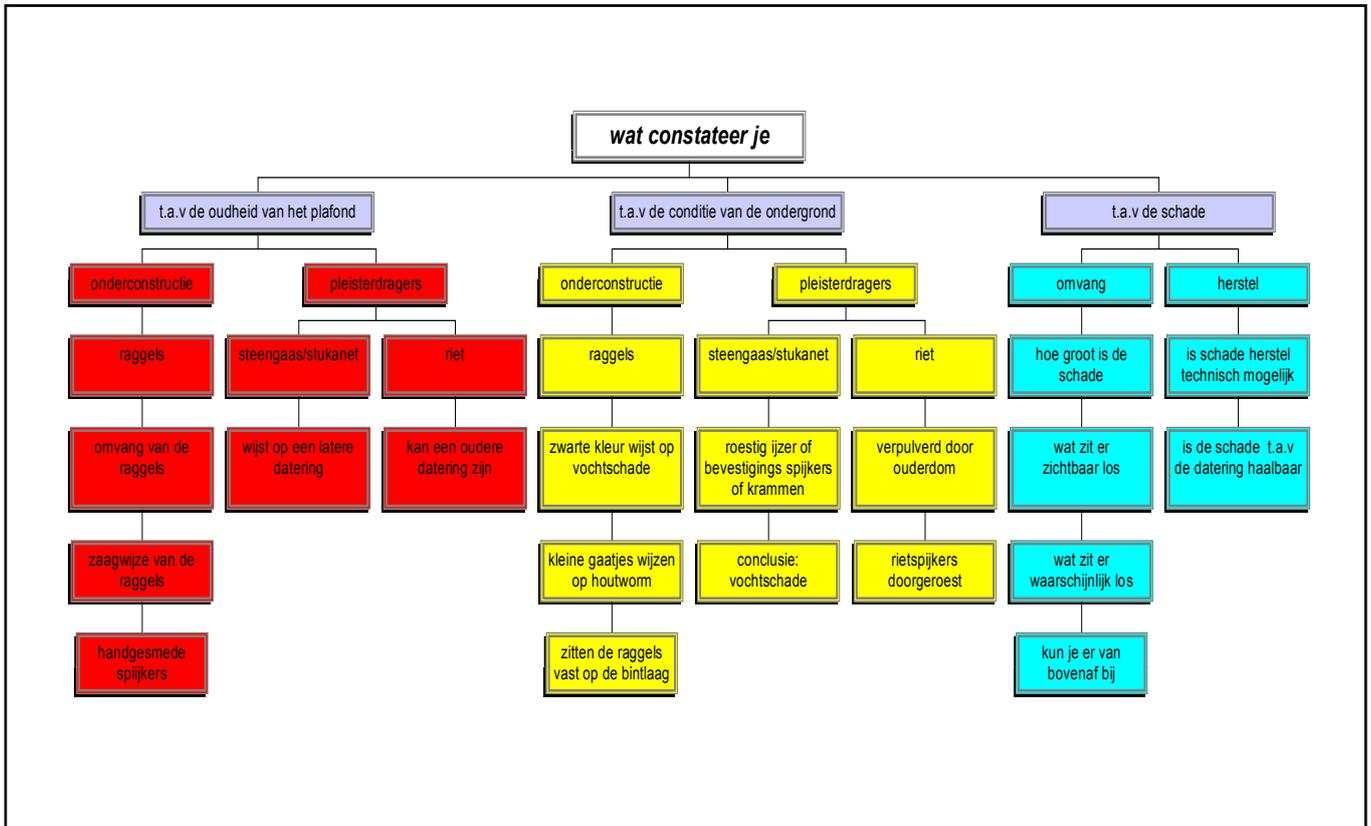 wat constateer je
t.a.v de oudheid van het plafond
t.a.v de conditie van de ondergrond
t.a.v de schade
onderconstructie
pleisterdragers
onderconstructie
pleisterdragers
omvang
herstel
raggels
steengaas/stukanet
riet
raggels
steengaas/stukanet
riet
hoe groot is de
schade
is schade herstel
technisch mogelijk
omvang van de
raggels
wijst op een latere
datering
kan een oudere
datering zijn
zwarte kleur wijst op
vochtschade
roestig ijzer of
bevestigings spijkers
of krammen
verpulverd door
ouderdom
wat zit er
zichtbaar los
is de schade t.a.v
de datering haalbaar
zaagwijze van de
raggels
kleine gaatjes wijzen
op houtworm
conclusie:
vochtschade
rietspijkers
doorgeroest
wat zit er
waarschijnlijk los
handgesmede
spiijkers
zitten de raggels
vast op de bintlaag
kun je er van
bovenaf bij